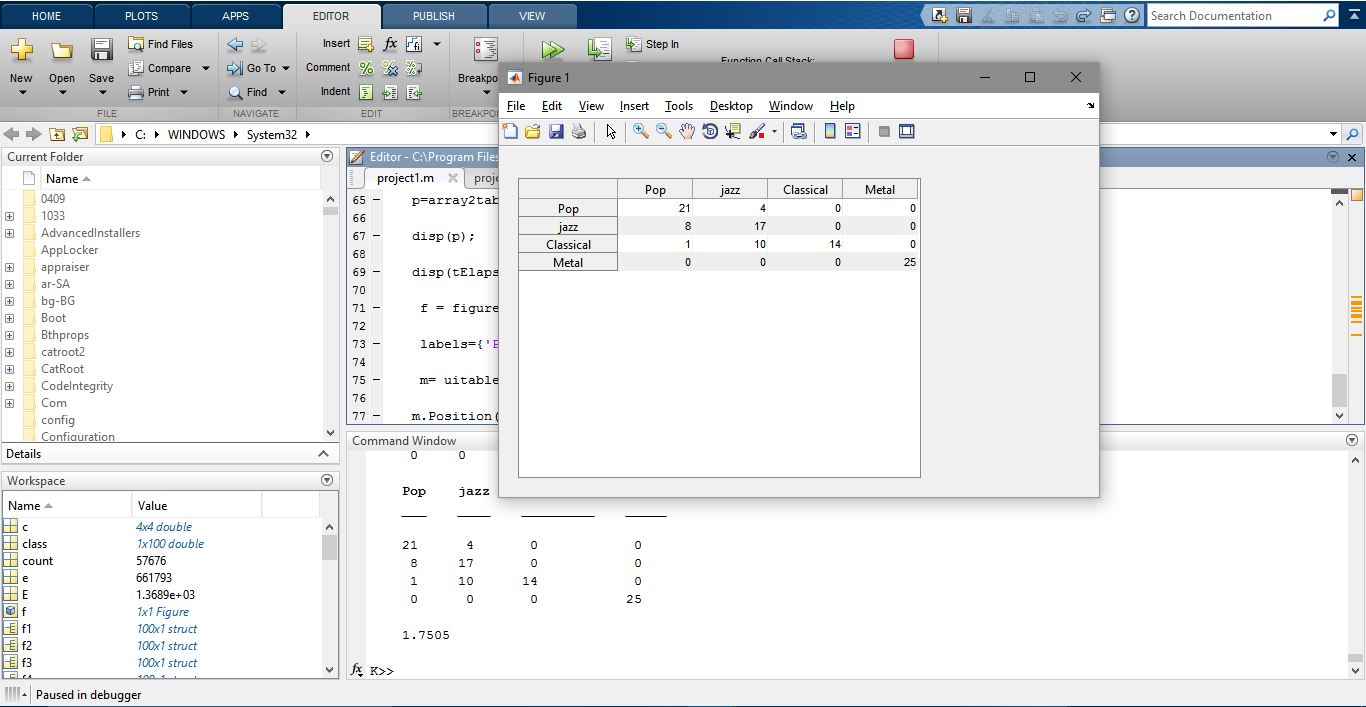 HOME PLOTS APPS EDITOR PUBLISH VIEW
Search Documentation
New Open Save
Find Files
Compare
Print
FILE
Go To
Find
NAVIGATE
Insert fx
Comment
Indent
EDIT
Breakpo
BREAKPOI
Step In
Function Call Stack:
C: WINDOWS System32
Current Folder
Name
0409
1033
AdvancedInstallers
AppLocker
appraiser
ar-SA
bg-BG
Boot
Bthprops
catroot2
CatRoot
CodeIntegrity
Com
config
Configuration
Details
Workspace
Name Value
c 4x4 double
class 1x100 double
count 57676
e 661793
E 1.3689e+03
f 1x1 Figure
f1 100x1 struct
f2 100x1 struct
f3 100x1 struct
Editor - C:\Program Files
project1.m proje
65 – p=array2tab
66
67 – disp(p);
68
69 – disp(tElaps
70
71 – f = figure
72
73 – labels={'P
74
75 – m= uitable
76
77 – m.Position(
Figure 1
File Edit View Insert Tools Desktop Window Help
Pop jazz Classical Metal
Pop 21 4 0 0
jazz 8 17 0 0
Classical 1 10 14 0
Metal 0 0 0 25
Command Window
0 0
Pop jazz
21 4 0 0
8 17 0 0
1 10 14 0
0 0 0 25
1.7505
fx K>>
Paused in debugger